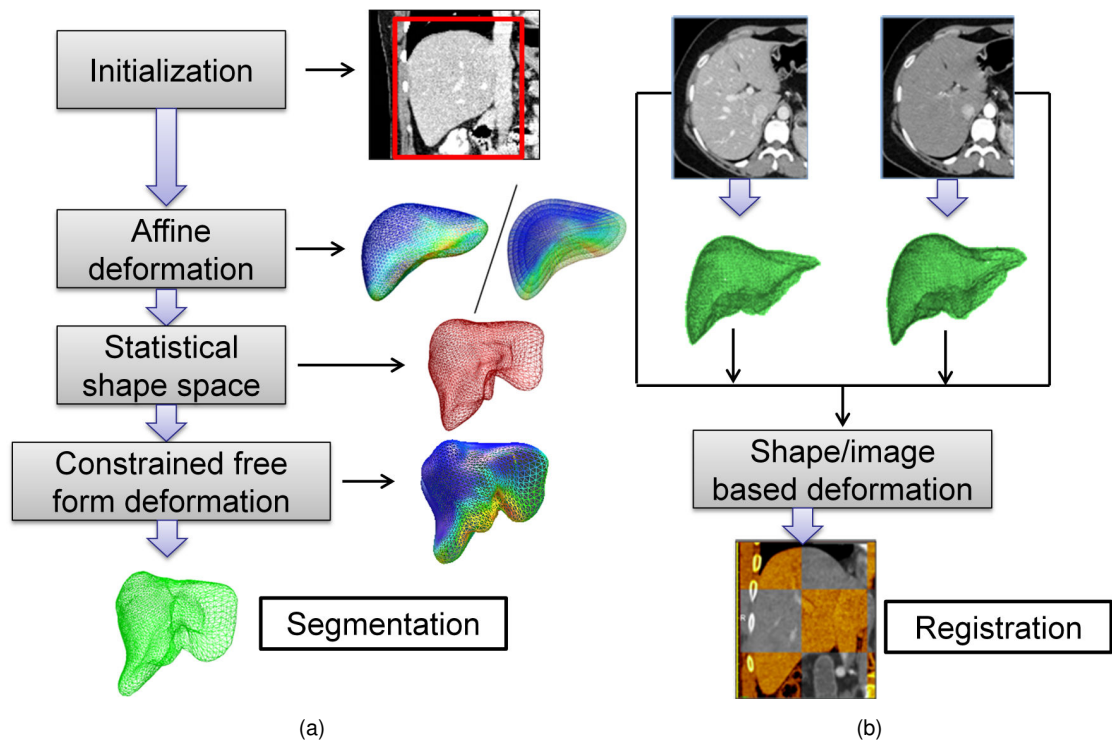 Initialization
Affine
deformation
Statistical
shape space
Constrained free
form deformation
Segmentation
(a)
Shape/image
based deformation
R
Registration
(b)